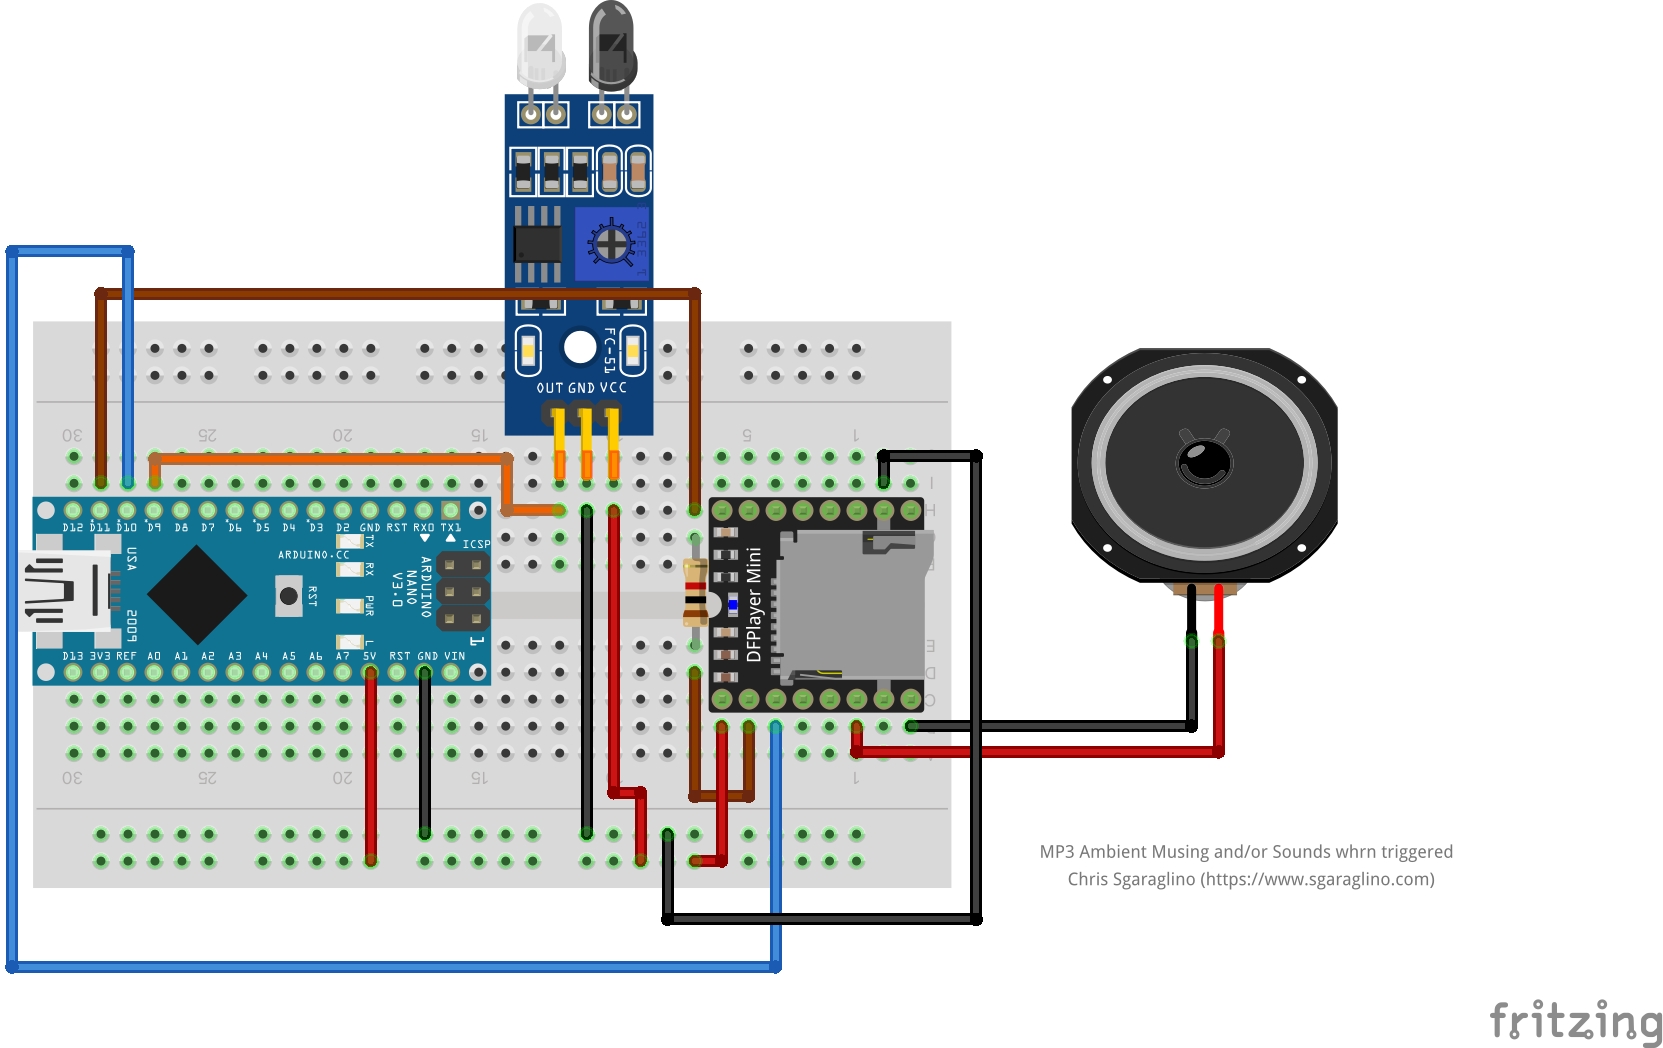 1 3362
FC-51
OUT GND VCC
30 25 20 15 5 1
I
H
D12 D11 D10 D9 D8 D7 D6 D5 D4 D3 D2 GND RST RX0 TX1
ICSP
ARDUINO.CC
TX
RX
PWR
L
RST
USA
2009
ARDUINO
NANO
V3.0
1
DFPlayer Mini
F
E
D
C
D13 3V3 REF A0 A1 A2 A3 A4 A5 A6 A7 5V RST GND VIN
30 25 20 15 1
MP3 Ambient Musing and/or Sounds whrn triggered
Chris Sgaraglino (https://www.sgaraglino.com)
fritzing